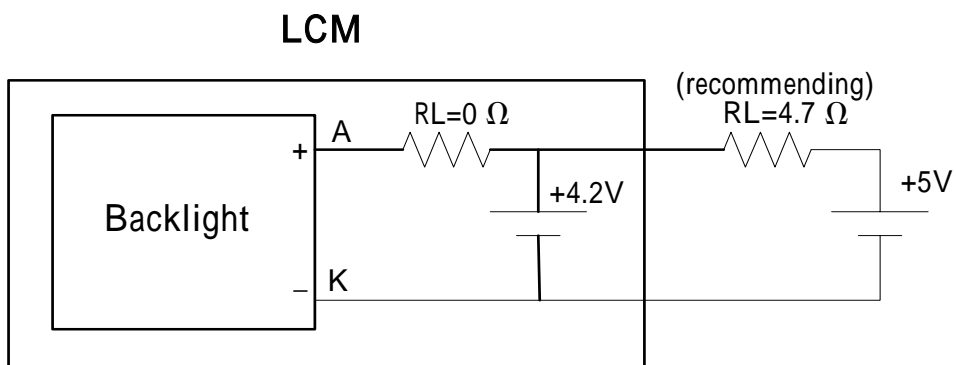 LCM
(recommending)
RL=0 Ω
RL=4.7 Ω
+ A
+4.2V
+5V
Backlight
− K